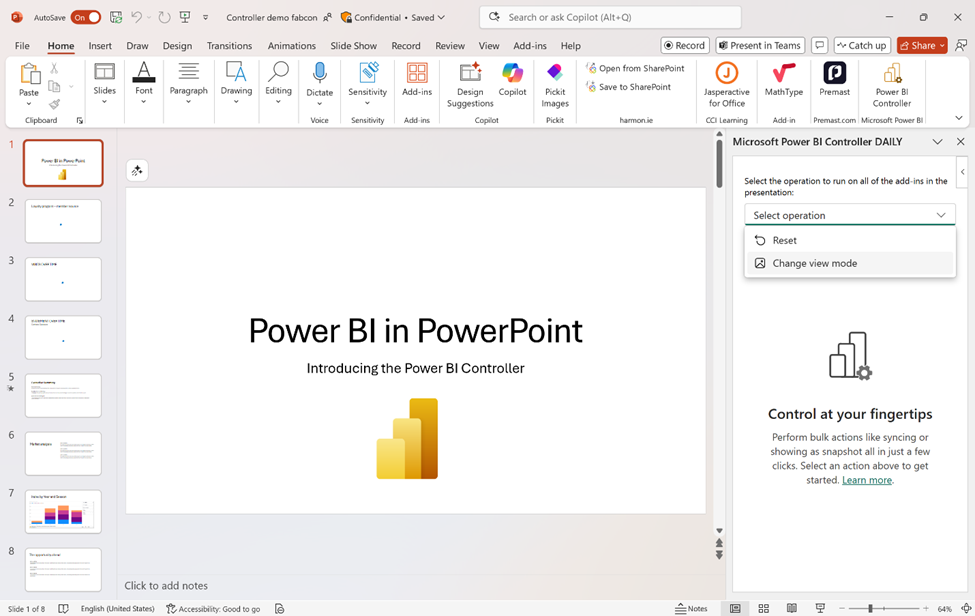 AutoSave On
Controller demo fabcon
Confidential • Saved
Search or ask Copilot (Alt+Q)
File Home Insert Draw Design Transitions Animations Slide Show Record Review View Add-ins Help
Record
Present in Teams
Catch up
Share
Paste
Slides
Font
Paragraph
Drawing
Editing
Dictate
Sensitivity
Add-ins
Design
Suggestions
Copilot
Pickit
Images
Open from SharePoint
Save to SharePoint
Jasperactive
for Office
MathType
Premast
Power BI
Controller
Clipboard
Voice
Sensitivity
Add-ins
Copilot
Pickit
harmon.ie
CCI Learning
Add-in
Premast.com
Microsoft Power BI
1
Power BI in PowerPoint
2
3
4
5
6
7
8
Power BI in PowerPoint
Introducing the Power BI Controller
Click to add notes
Microsoft Power BI Controller DAILY
Select the operation to run on all of the add-ins in the
presentation:
Select operation
Reset
Change view mode
Control at your fingertips
Perform bulk actions like syncing or
showing as snapshot all in just a few
clicks. Select an action above to get
started. Learn more.
Slide 1 of 8
English (United States)
Accessibility: Good to go
Notes
64%